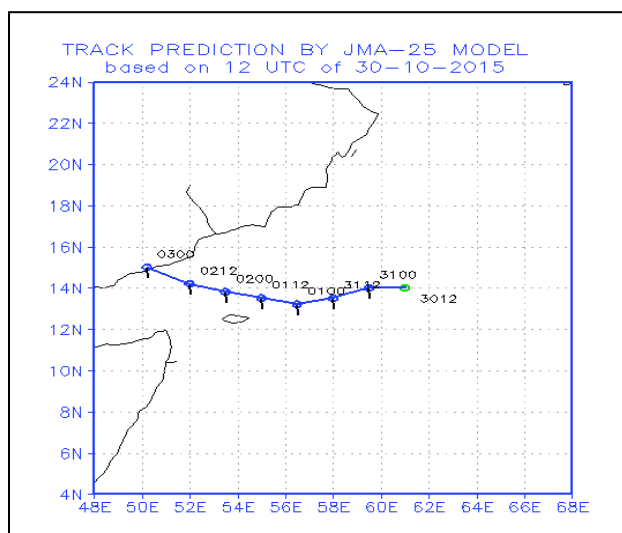 TRACK PREDICTION BY JMA-25 MODEL
based on 12 UTC of 30-10-2015
24N
22N
20N
18N
16N
0300
0212
0200
0112
0100
3112
3100
3012
14N
12N
10N
8N
6N
4N
48E 50E 52E 54E 56E 58E 60E 62E 64E 66E 68E